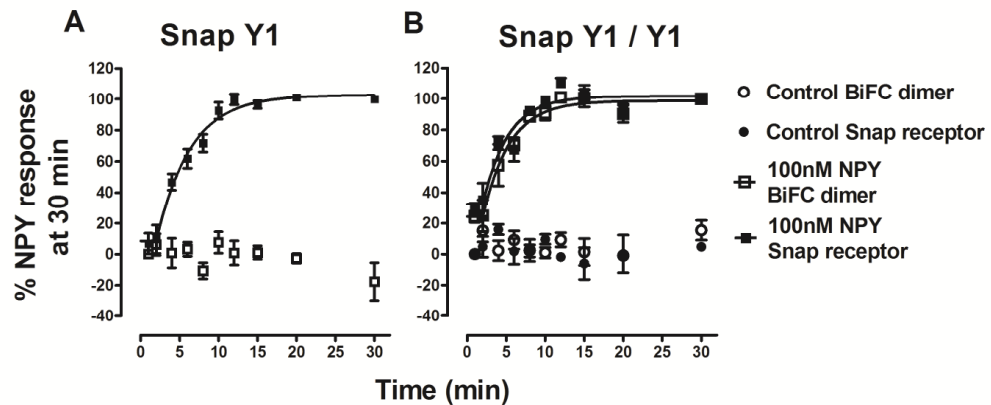 A
Snap Y1
B
Snap Y1 / Y1
% NPY response
at 30 min
120
100
80
60
40
20
0
-20
-40
0 5 10 15 20 30
120
100
80
60
40
20
0
-20
-40
0 5 10 15 20 30
Time (min)
Control BiFC dimer
Control Snap receptor
100nM NPY
BiFC dimer
100nM NPY
Snap receptor